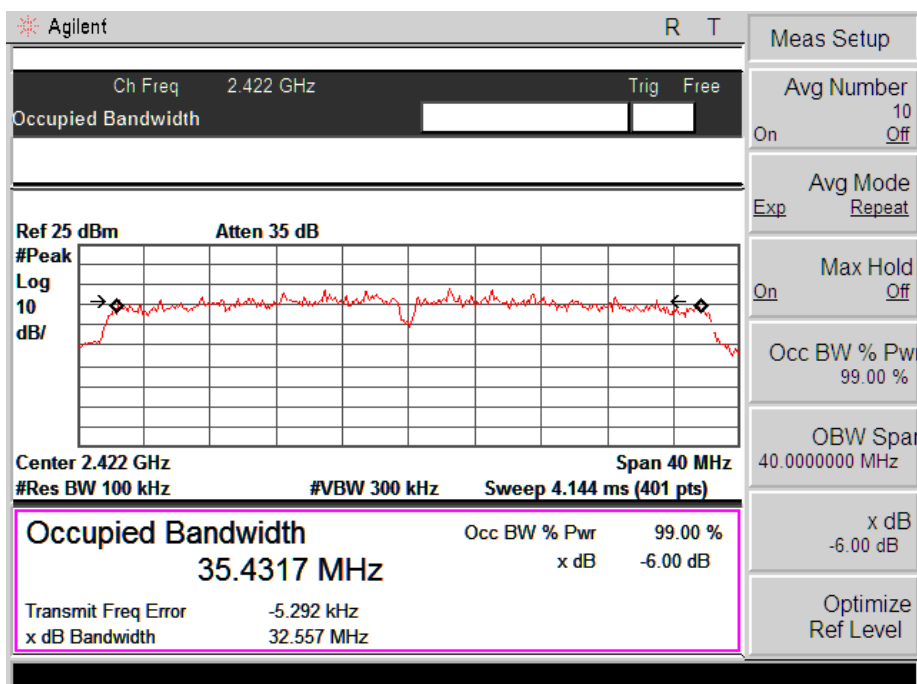 Agilent R T
Ch Freq 2.422 GHz Trig Free
Occupied Bandwidth
Ref 25 dBm Atten 35 dB
#Peak
Log
10
dB/
Center 2.422 GHz Span 40 MHz
#Res BW 100 kHz #VBW 300 kHz Sweep 4.144 ms (401 pts)
Occupied Bandwidth
35.4317 MHz
Occ BW % Pwr 99.00 %
x dB -6.00 dB
Transmit Freq Error -5.292 kHz
x dB Bandwidth 32.557 MHz
Meas Setup
Avg Number
10
On Off
Avg Mode
Exp Repeat
Max Hold
On Off
Occ BW % Pwr
99.00 %
OBW Span
40.0000000 MHz
x dB
-6.00 dB
Optimize
Ref Level